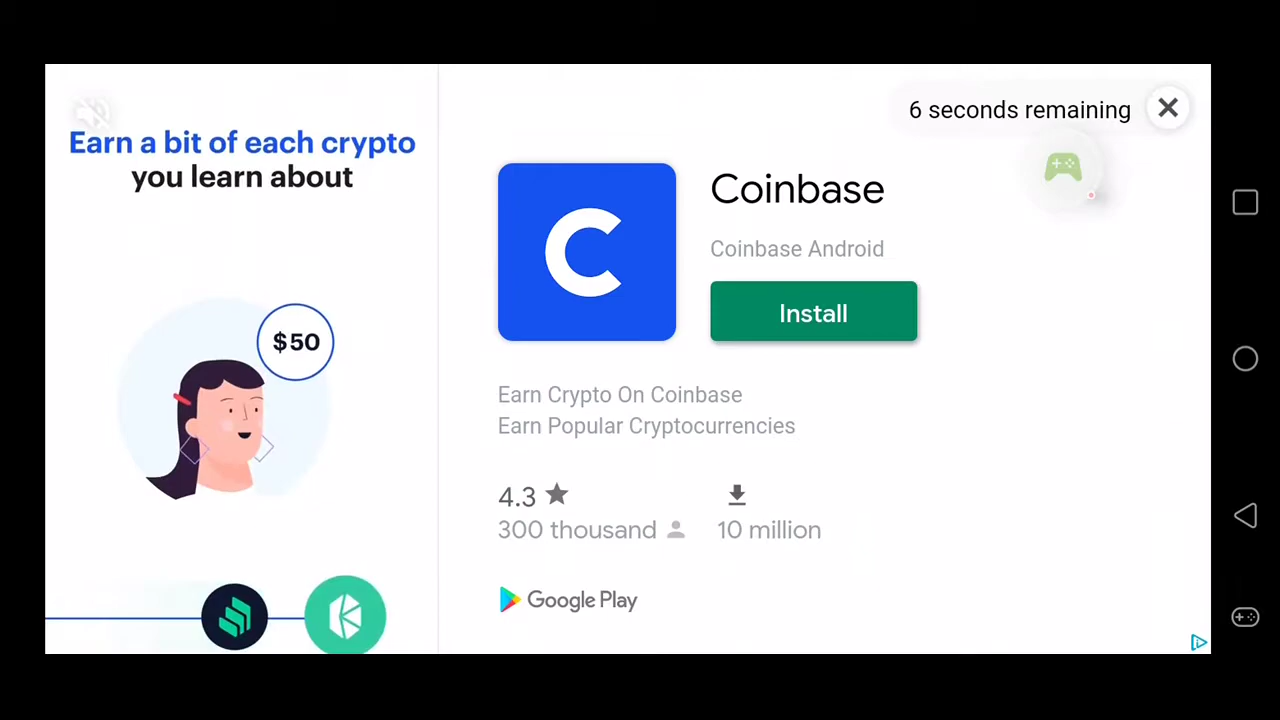 Earn a bit of each crypto
you learn about
$50
6 seconds remaining
Coinbase
Coinbase Android
Install
Earn Crypto On Coinbase
Earn Popular Cryptocurrencies
4.3
300 thousand
10 million
Google Play